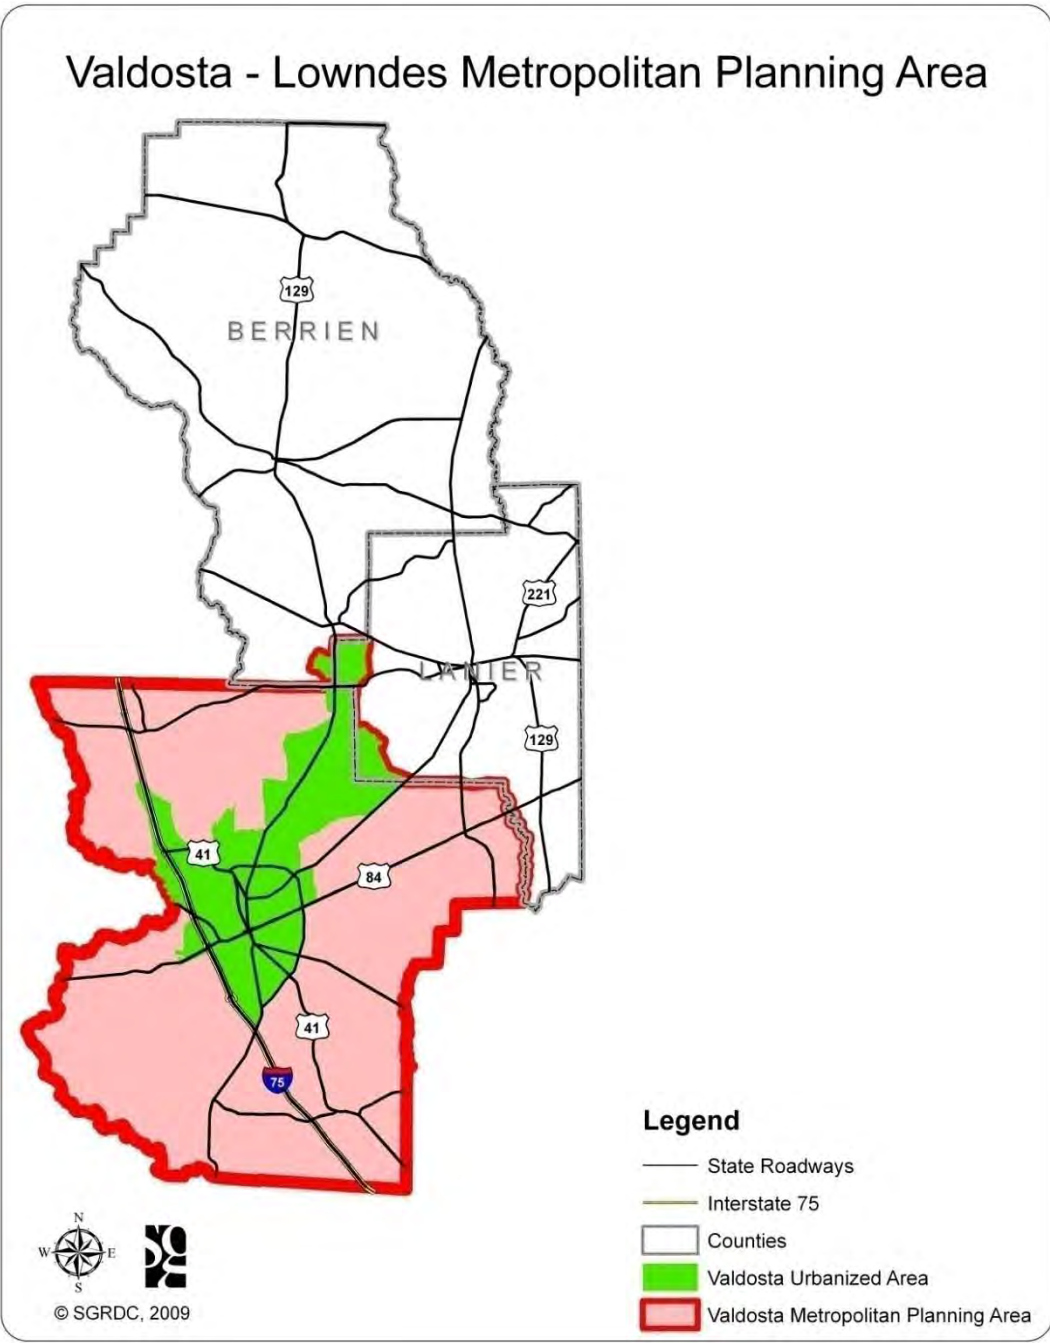 Valdosta - Lowndes Metropolitan Planning Area
129
BERRIEN
221
LANIER
129
41
84
41
75
Legend
State Roadways
Interstate 75
Counties
Valdosta Urbanized Area
Valdosta Metropolitan Planning Area
N
W E
S
© SGRDC, 2009